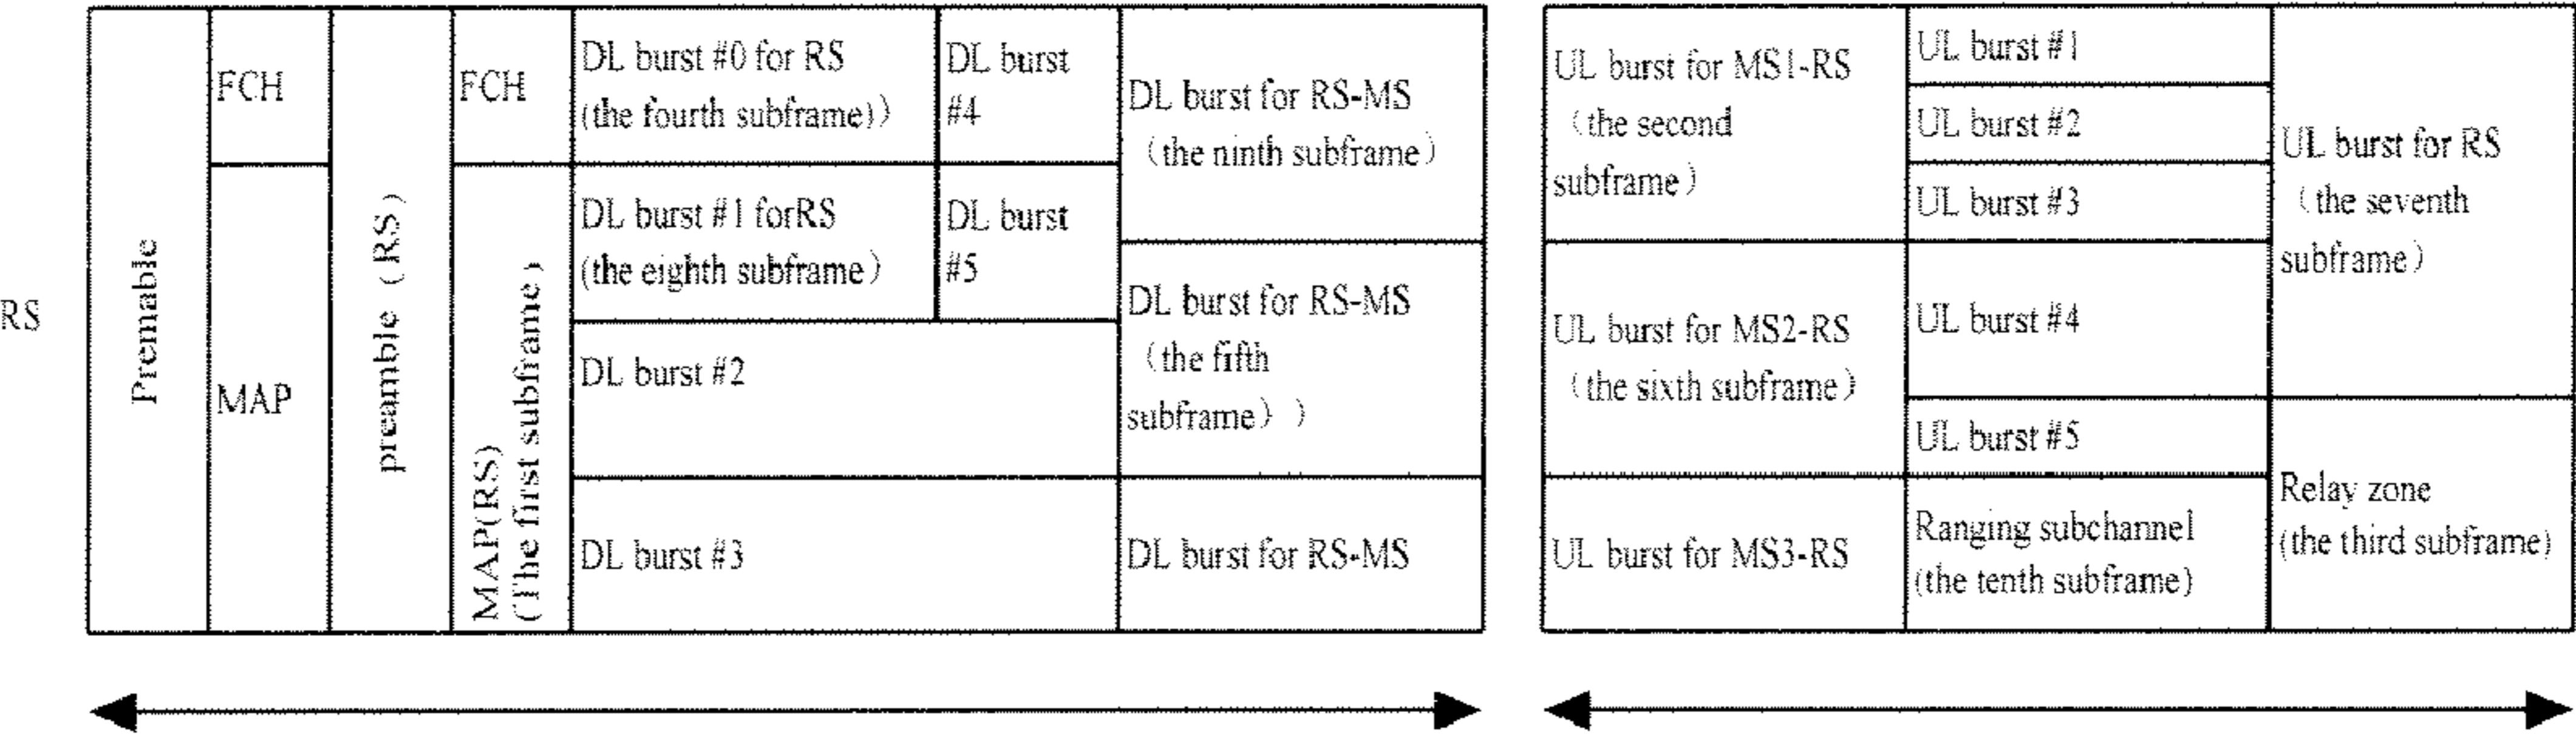 RS
Premable
FCH
MAP
preamble (RS)
FCH
MAP(RS)
(The first subframe)
DL burst #0 for RS
(the fourth subframe))
DL burst #1 forRS
(the eighth subframe)
DL burst #2
DL burst #3
DL burst
#4
DL burst
#5
DL burst for RS-MS
(the ninth subframe)
DL burst for RS-MS
(the fifth
subframe))
DL burst for RS-MS
UL burst for MS1-RS
(the second
subframe)
UL burst for MS2-RS
(the sixth subframe)
UL burst for MS3-RS
UL burst #1
UL burst #2
UL burst #3
UL burst #4
UL burst #5
Ranging subchannel
(the tenth subframe)
UL burst for RS
(the seventh
subframe)
Relay zone
(the third subframe)